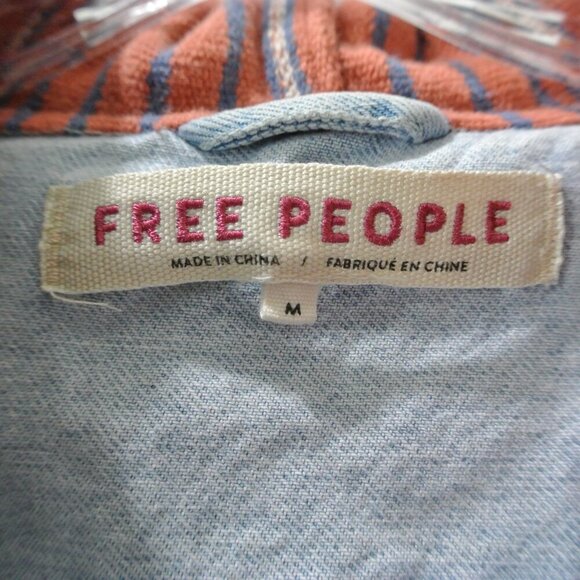 FREE PEOPLE
MADE IN CHINA / FABRIQUÉ EN CHINE
M